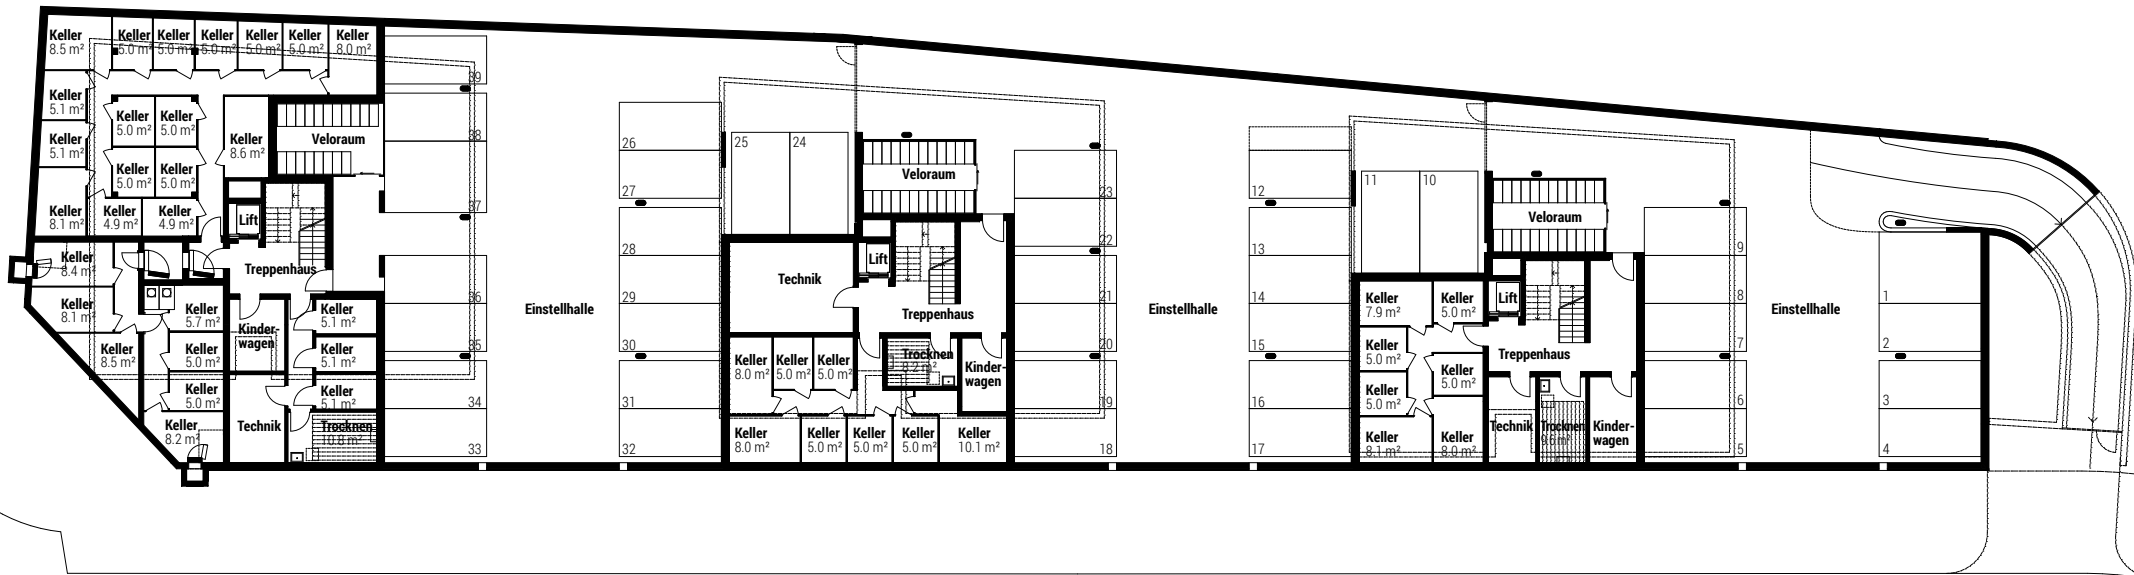 Keller
8.5 m²
Keller
5.0 m²
Keller
5.0 m²
Keller
5.0 m²
Keller
5.0 m²
Keller
5.0 m²
Keller
8.0 m²
Keller
5.1 m²
Keller
5.0 m²
Keller
5.0 m²
Keller
5.1 m²
Keller
8.6 m²
Veloraum
Keller
5.0 m²
Keller
5.0 m²
Keller
8.1 m²
Keller
4.9 m²
Keller
4.9 m²
Lift
Treppenhaus
Keller
8.4 m²
Keller
8.1 m²
Keller
5.7 m²
Keller
5.1 m²
Kinder-
wagen
Keller
8.5 m²
Keller
5.0 m²
Keller
5.1 m²
Keller
5.0 m²
Keller
5.1 m²
Keller
8.2 m²
Technik
Trocknen
10.8 m²
39
38
37
36
35
34
33
Einstellhalle
26
27
28
29
30
31
32
25
24
Veloraum
Technik
Lift
Treppenhaus
Keller
8.0 m²
Keller
5.0 m²
Keller
5.0 m²
Trocknen
8.2 m²
Kinder-
wagen
Keller
8.0 m²
Keller
5.0 m²
Keller
5.0 m²
Keller
5.0 m²
Keller
10.1 m²
23
22
21
20
19
18
Einstellhalle
12
13
14
15
16
17
11
10
Veloraum
Keller
7.9 m²
Keller
5.0 m²
Lift
Keller
5.0 m²
Treppenhaus
Keller
5.0 m²
Keller
5.0 m²
Keller
8.1 m²
Keller
8.0 m²
Technik
Trocknen
9.6 m²
Kinder-
wagen
9
8
7
6
5
Einstellhalle
1
2
3
4